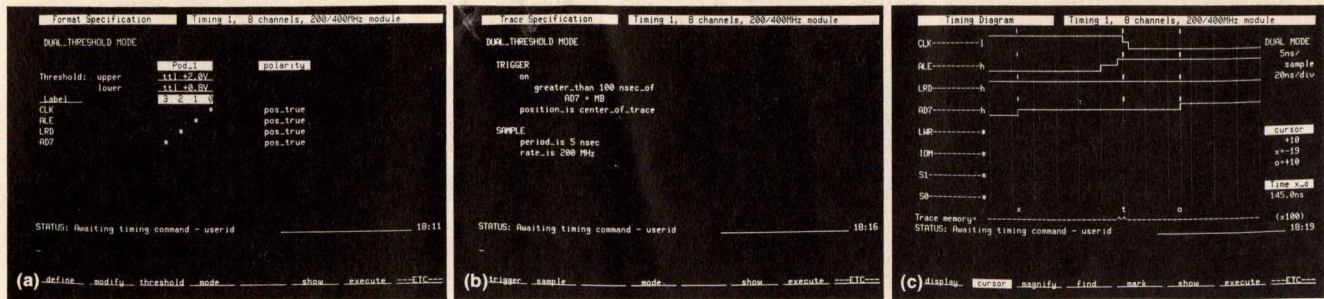 Format Specification
Timing 1, 8 channels, 200/400MHz module
DUAL_THRESHOLD MODE
Pod_1 polarity
Threshold: upper ttl +2.0V
lower ttl +0.8V
Label 3 2 1 0
CLK * pos_true
ALE * pos_true
LRD * pos_true
AD7 * pos_true
STATUS: Awaiting timing command - userid 18:11
(a) define modify threshold mode show execute ---ETC---
Trace Specification
Timing 1, 8 channels, 200/400MHz module
DUAL_THRESHOLD MODE
TRIGGER
on
greater_than 100 nsec_of
AD7 = MB
position_is center_of_trace
SAMPLE
period_is 5 nsec
rate_is 200 MHz
STATUS: Awaiting timing command - userid 18:16
(b) trigger sample mode show execute ---ETC---
Timing Diagram
Timing 1, 8 channels, 200/400MHz module
CLK----------l
DUAL MODE
5ns/
sample
20ns/div
ALE----------h
LRD----------h
AD7----------h
LWR----------*
IOM----------*
S1-----------*
S0-----------*
cursor
+10
x=-19
o=+10
Time x_o
145.0ns
x t o
Trace memory= (x100)
STATUS: Awaiting timing command - userid 18:19
(c) display cursor magnify find mark show execute ---ETC---